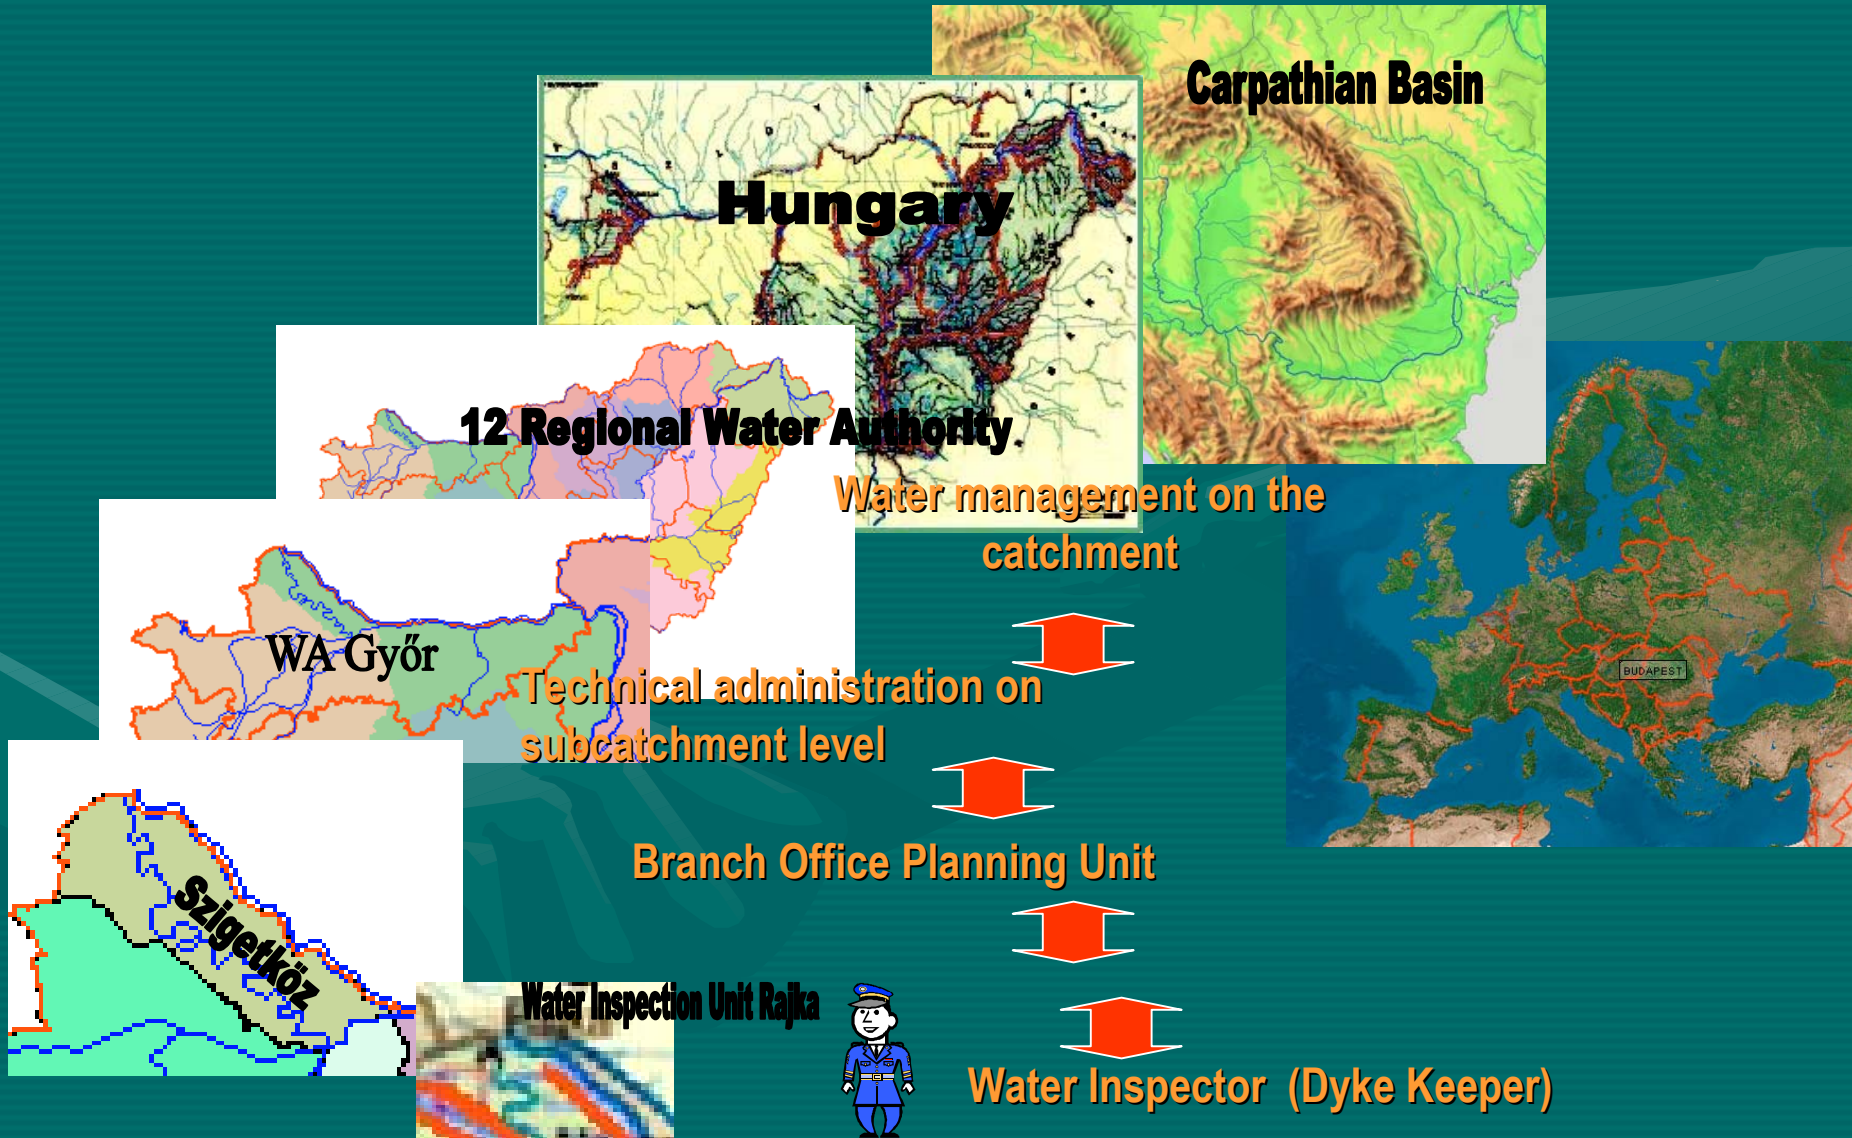 Carpathian Basin
Hungary
12 Regional Water Authority
Water management on the
catchment
WA Győr
BUDAPEST
Technical administration on
subcatchment level
Branch Office Planning Unit
Szigetköz
Water Inspection Unit Rajka
Water Inspector (Dyke Keeper)